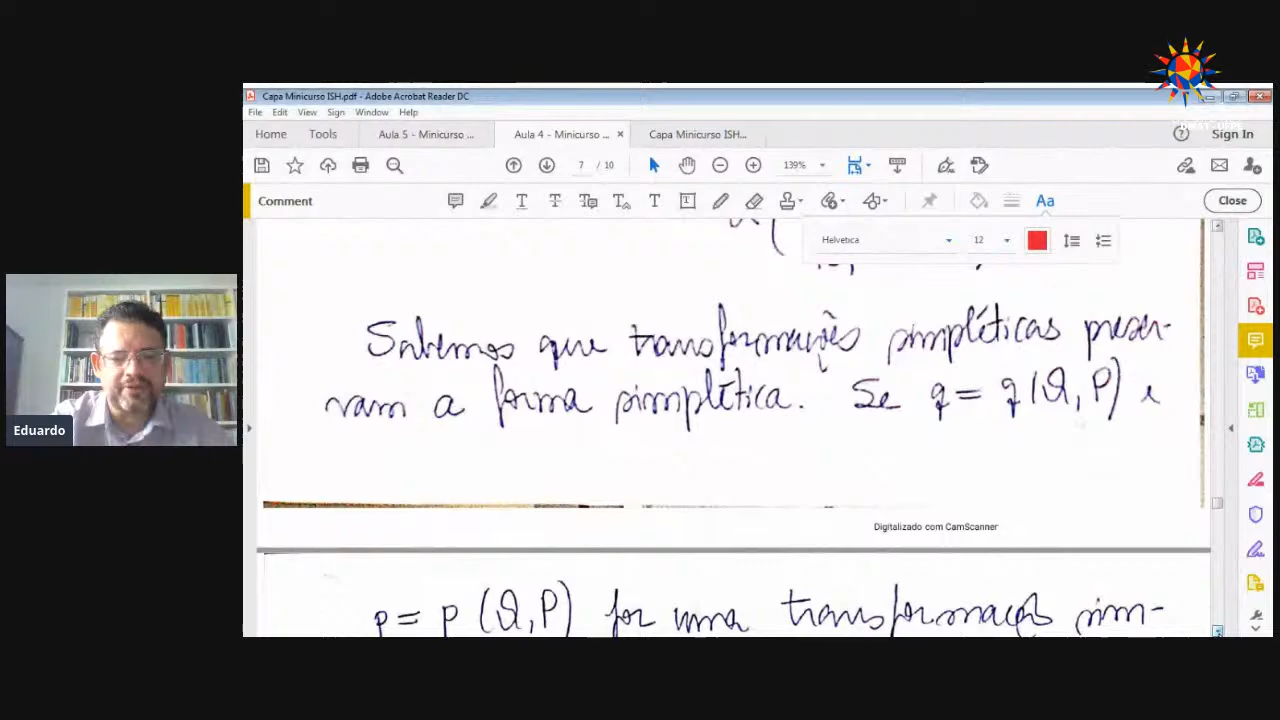 Capa Minicurso ISH.pdf - Adobe Acrobat Reader DC
File Edit View Sign Window Help
Home Tools Aula 5 - Minicurso ... Aula 4 - Minicurso ... × Capa Minicurso ISH... Sign In
7 / 10 139%
Comment Aa Close
Helvetica 12
Sabemos que transformações simpléticas preser-
vam a forma simplética. Se q = q(Q, P) e
Digitalizado com CamScanner
p = p (Q, P) for uma transformação sim-
Eduardo